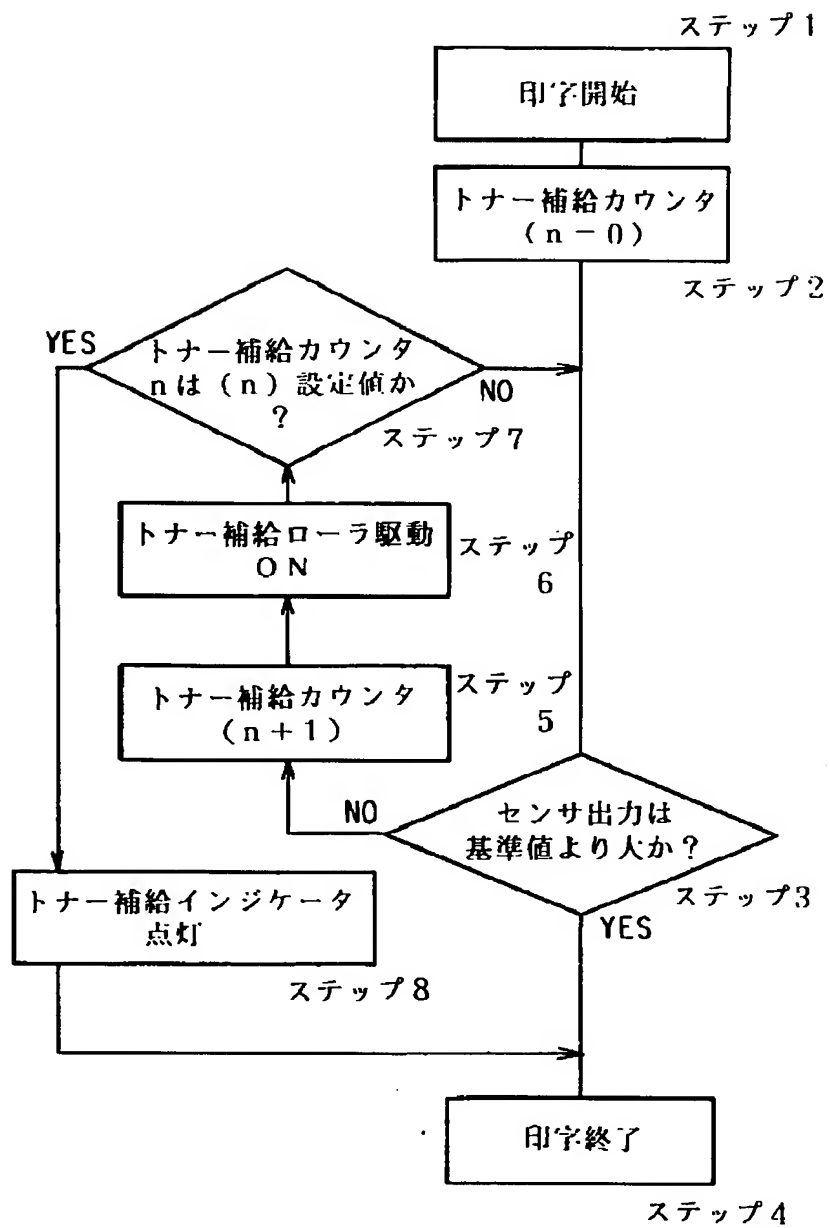 ステップ1
印字開始
トナー補給カウンタ
(n-0)
ステップ2
YES
トナー補給カウンタ
nは(n)設定値か
?
NO
ステップ7
トナー補給ローラ駆動
ON
ステップ
6
トナー補給カウンタ
(n+1)
ステップ
5
NO
センサ出力は
基準値より大か?
ステップ3
YES
トナー補給インジケータ
点灯
ステップ8
印字終了
ステップ4